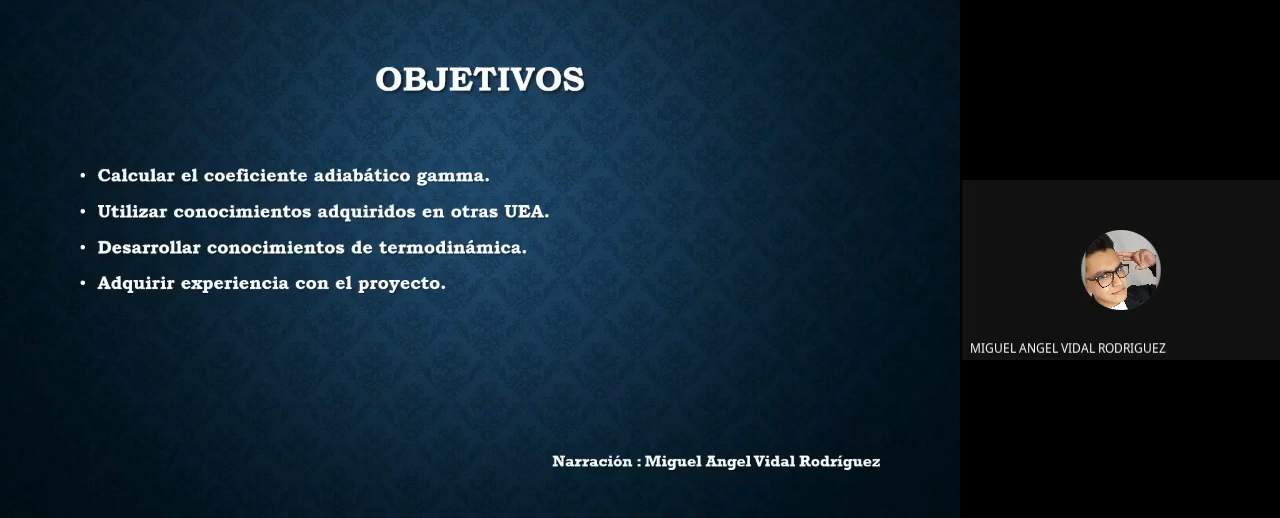 OBJETIVOS
• Calcular el coeficiente adiabático gamma.
• Utilizar conocimientos adquiridos en otras UEA.
• Desarrollar conocimientos de termodinámica.
• Adquirir experiencia con el proyecto.
MIGUEL ANGEL VIDAL RODRIGUEZ
Narración : Miguel Angel Vidal Rodríguez